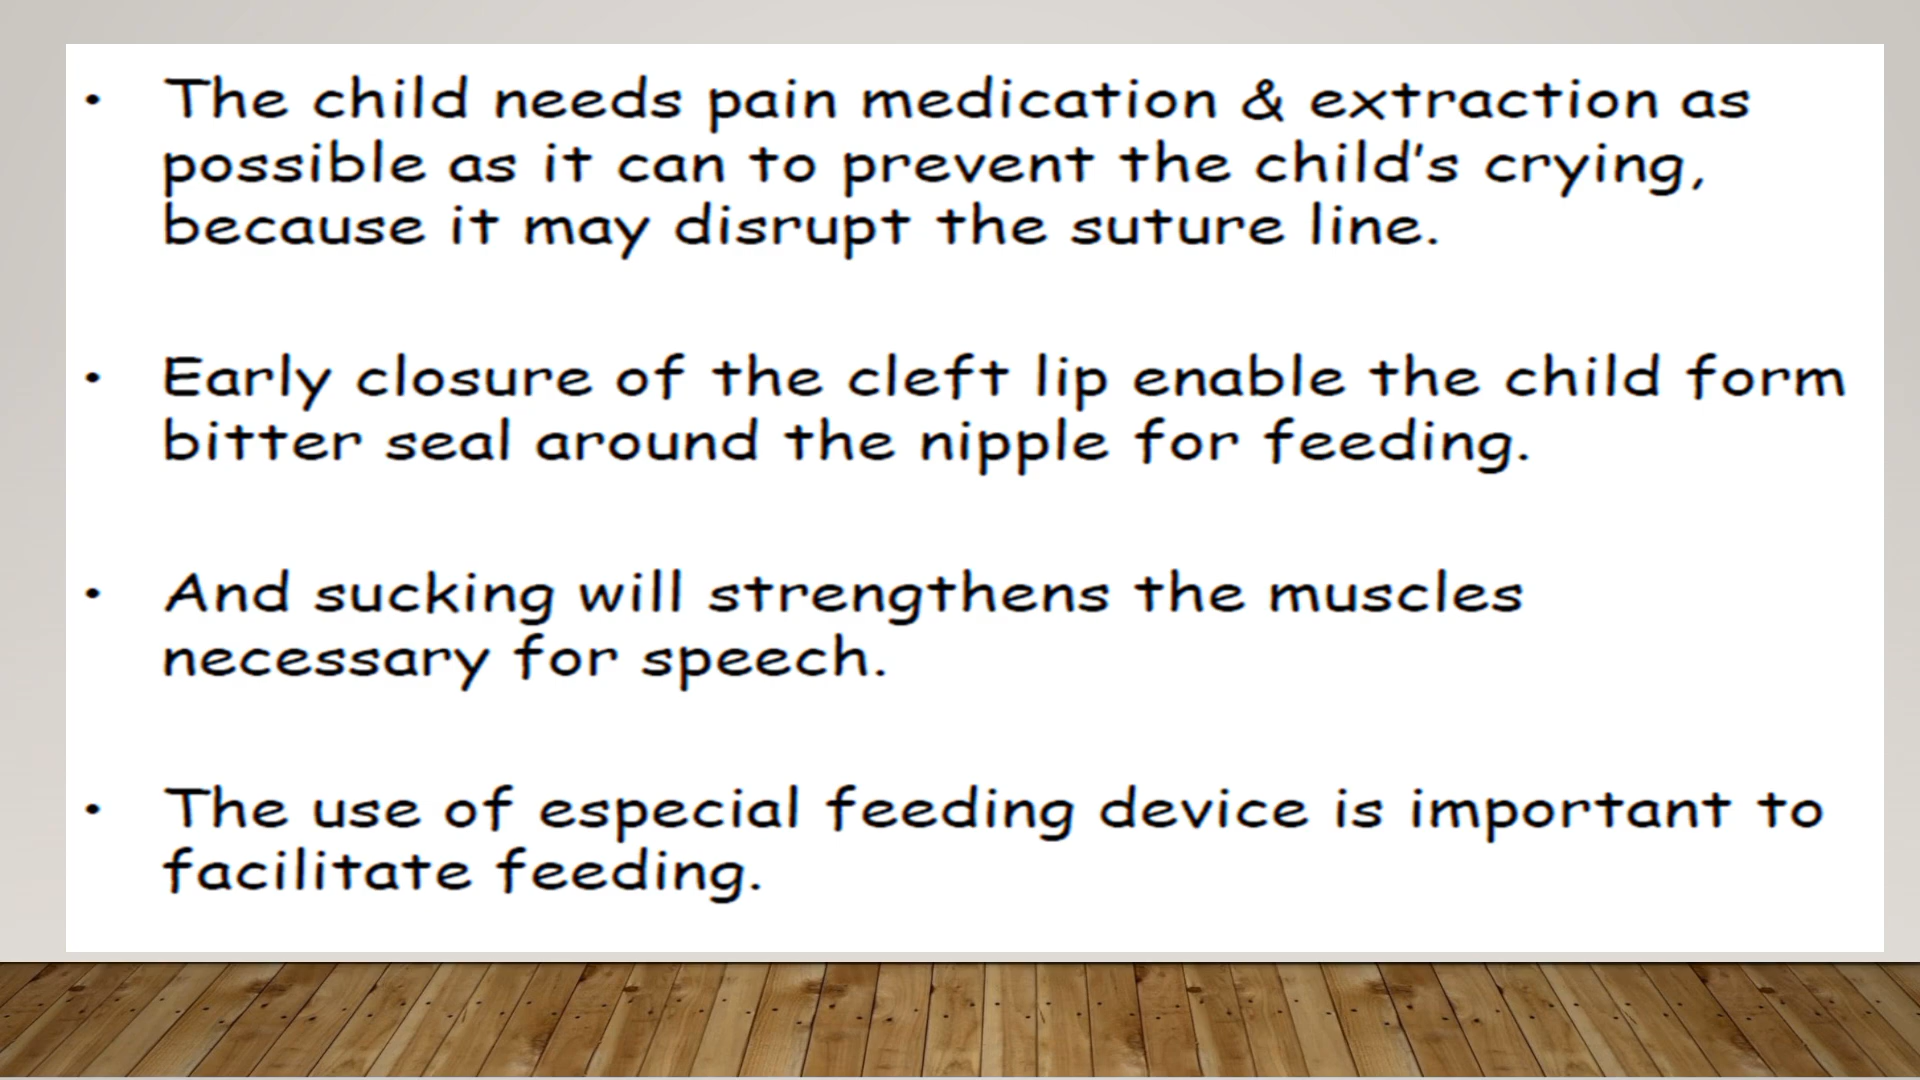 • The child needs pain medication & extraction as
possible as it can to prevent the child's crying,
because it may disrupt the suture line.
• Early closure of the cleft lip enable the child form
bitter seal around the nipple for feeding.
• And sucking will strengthens the muscles
necessary for speech.
• The use of especial feeding device is important to
facilitate feeding.